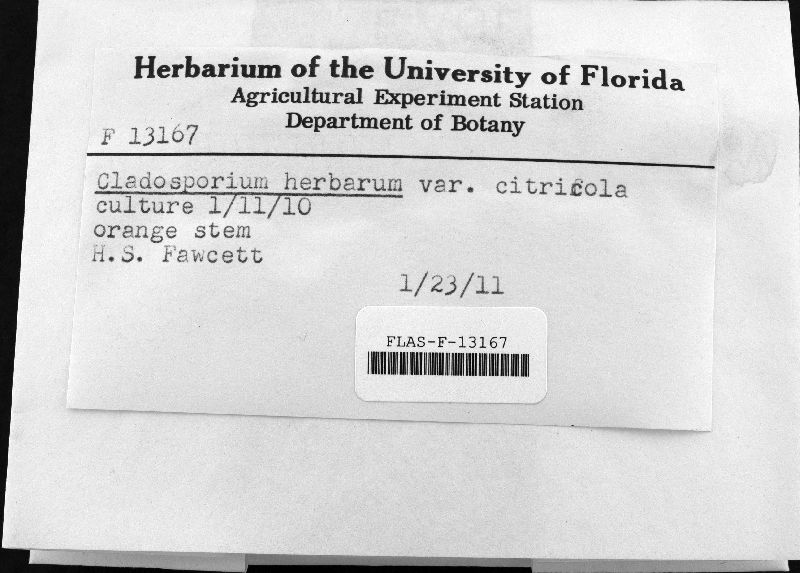 Herbarium of the University of Florida
Agricultural Experiment Station
Department of Botany
F 13167
Cladosporium herbarum var. citricola
culture 1/11/10
orange stem
H.S. Fawcett
1/23/11
FLAS-F-13167